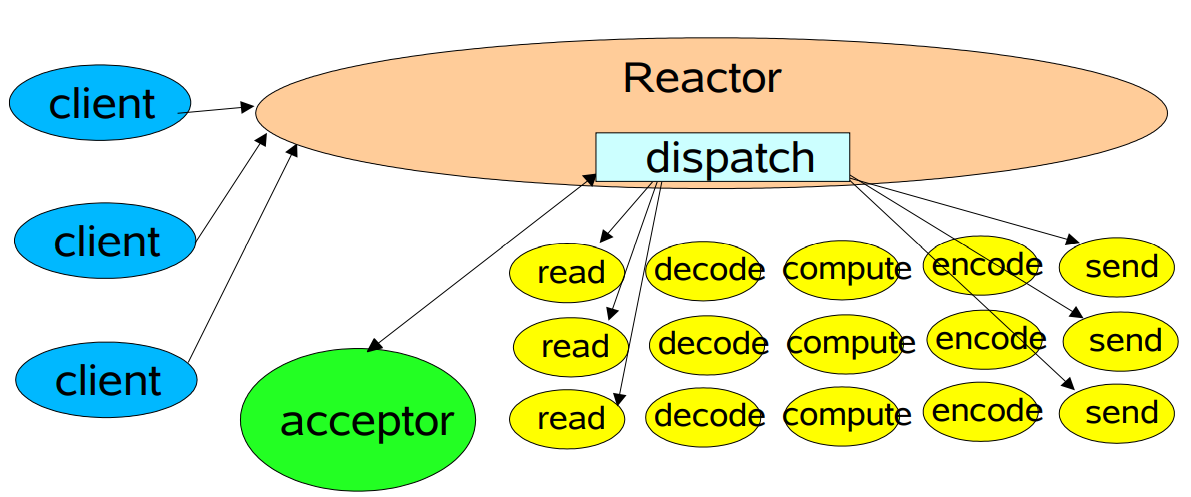 Reactor
dispatch
client
client
client
acceptor
read decode compute encode send
read decode compute encode send
read decode compute encode send